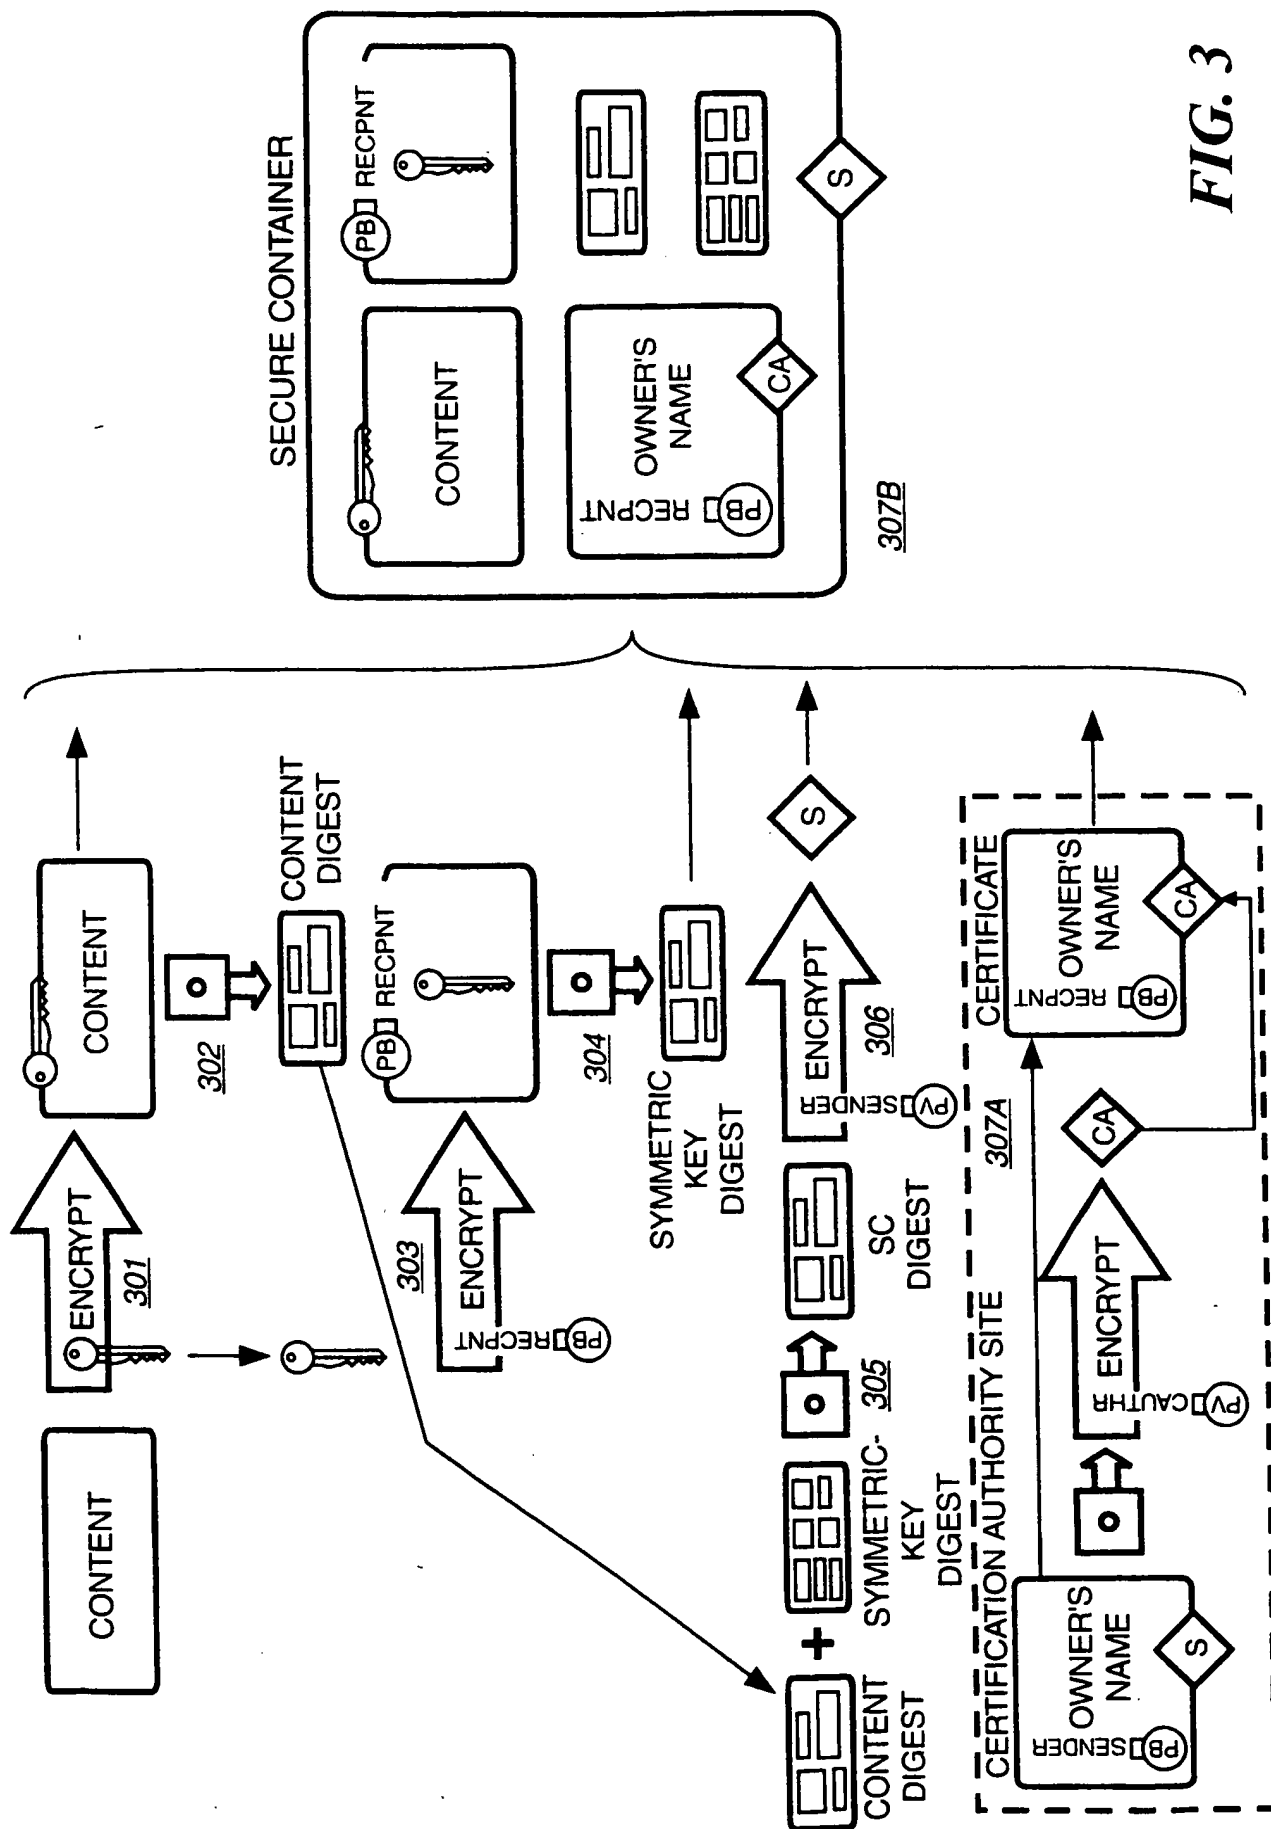 CONTENT
ENCRYPT
301
CONTENT
302
CONTENT
DIGEST
303
ENCRYPT
RECPNT
PB
PB
RECPNT
304
SYMMETRIC
KEY
DIGEST
CONTENT
DIGEST
+
SYMMETRIC-
KEY
DIGEST
305
SC
DIGEST
ENCRYPT
306
SENDER
PV
S
CERTIFICATION AUTHORITY SITE
307A
OWNER'S
NAME
SENDER
PB
S
ENCRYPT
CAUTHR
PV
CA
CERTIFICATE
OWNER'S
NAME
RECPNT
PB
CA
SECURE CONTAINER
CONTENT
PB
RECPNT
OWNER'S
NAME
RECPNT
PB
CA
S
307B
FIG. 3